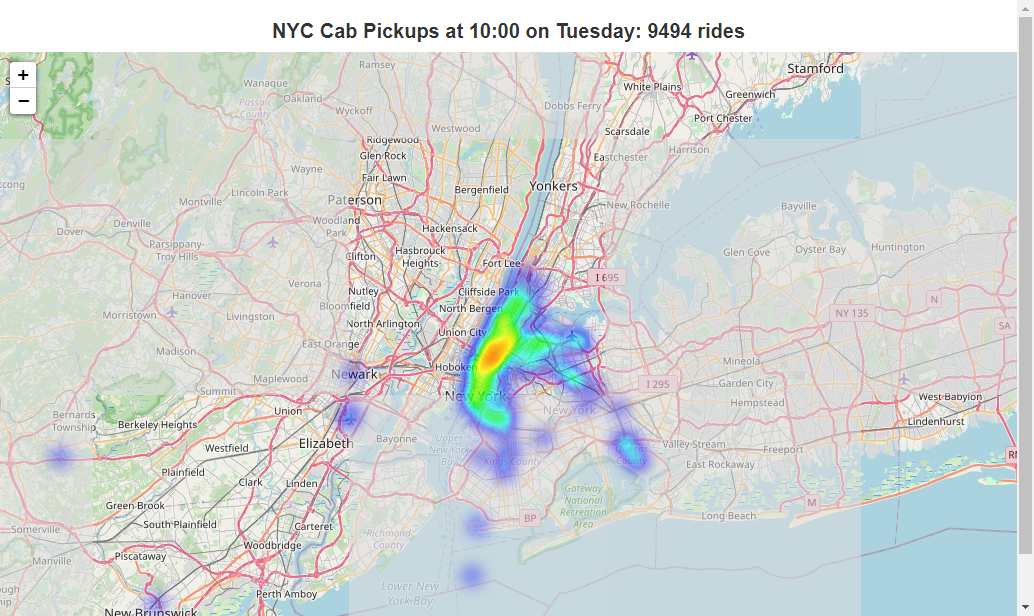 NYC Cab Pickups at 10:00 on Tuesday: 9494 rides
+
−
Ramsey
Stamford
White Plains
Greenwich
Wanaque
Oakland
Passaic
County
Wyckoff
Dobbs Ferry
Port Chester
Westwood
Scarsdale
Ridgewood
Glen Rock
Eastchester
Harrison
Wayne
Fair Lawn
Lincoln Park
Bergenfield
Yonkers
Montville
Paterson
New Rochelle
Bayville
Denville
Woodland
Park
Hackensack
Dover
Parsippany-
Troy Hills
Clifton
Hasbrouck
Heights
Fort Lee
Glen Cove
Oyster Bay
Huntington
I 695
Verona
Nutley
Cliffside Park
Hanover
Bloomfield
North Bergen
N
Morristown
Livingston
North Arlington
Union City
NY 135
SA
East Orange
Madison
Hoboken
Mineola
Newark
Maplewood
I 295
Garden City
Summit
New York
Hempstead
West Babylon
Bernards
Township
Union
New York
Berkeley Heights
Bayonne
Upper
New York
Bay
Lindenhurst
Elizabeth
Valley Stream
Freeport
Westfield
Kings County
East Rockaway
Plainfield
Clark
Linden
Gateway
National
Recreation
Area
Green Brook
M
South Plainfield
Carteret
BP
Long Beach
Somerville
Richmond
County
Woodbridge
Manville
Piscataway
Perth Amboy
Lower New
York Bay
New Brunswick